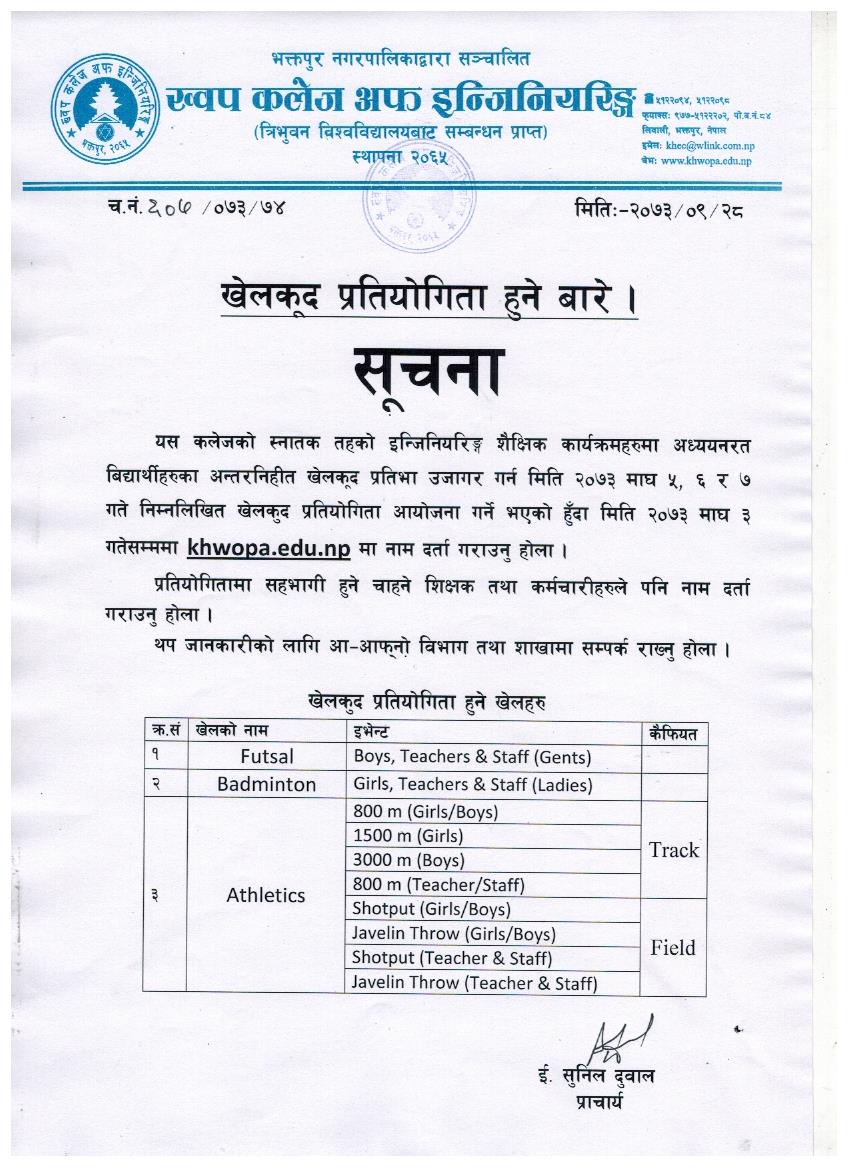 भक्तपुर नगरपालिकाद्वारा सञ्चालित
ख्वप कलेज अफ इन्जिनियरिङ्ग
(त्रिभुवन विश्वविद्यालयबाट सम्बन्धन प्राप्त)
स्थापना २०६५
☎५१२२०९४, ५१२२०९८
फ्याक्सः ९७७-५१२२२०२, पो.ब.नं.८४
लिवाली, भक्तपुर, नेपाल
इमेलः khec@wlink.com.np
वेभः www.khwopa.edu.np
ख्वप कलेज अफ इन्जिनियरिङ्ग
भक्तपुर, २०६५
च.नं. ३०७ /०७३/७४
मितिः-२०७३/०९/२८
खेलकूद प्रतियोगिता हुने बारे ।
सूचना
यस कलेजको स्नातक तहको इन्जिनियरिङ्ग शैक्षिक कार्यक्रमहरुमा अध्ययनरत
बिद्यार्थीहरुका अन्तरनिहीत खेलकूद प्रतिभा उजागर गर्न मिति २०७३ माघ ५, ६ र ७
गते निम्नलिखित खेलकुद प्रतियोगिता आयोजना गर्ने भएको हुँदा मिति २०७३ माघ ३
गतेसम्ममा khwopa.edu.np मा नाम दर्ता गराउनु होला ।
प्रतियोगितामा सहभागी हुने चाहने शिक्षक तथा कर्मचारीहरुले पनि नाम दर्ता
गराउनु होला ।
थप जानकारीको लागि आ-आफ्नो विभाग तथा शाखामा सम्पर्क राख्नु होला ।
खेलकुद प्रतियोगिता हुने खेलहरु
क्र.सं खेलको नाम इभेन्ट कैफियत
१ Futsal Boys, Teachers & Staff (Gents)
२ Badminton Girls, Teachers & Staff (Ladies)
३ Athletics
800 m (Girls/Boys)
1500 m (Girls)
3000 m (Boys)
800 m (Teacher/Staff)
Track
Shotput (Girls/Boys)
Javelin Throw (Girls/Boys)
Shotput (Teacher & Staff)
Javelin Throw (Teacher & Staff)
Field
ई. सुनिल दुवाल
प्राचार्य